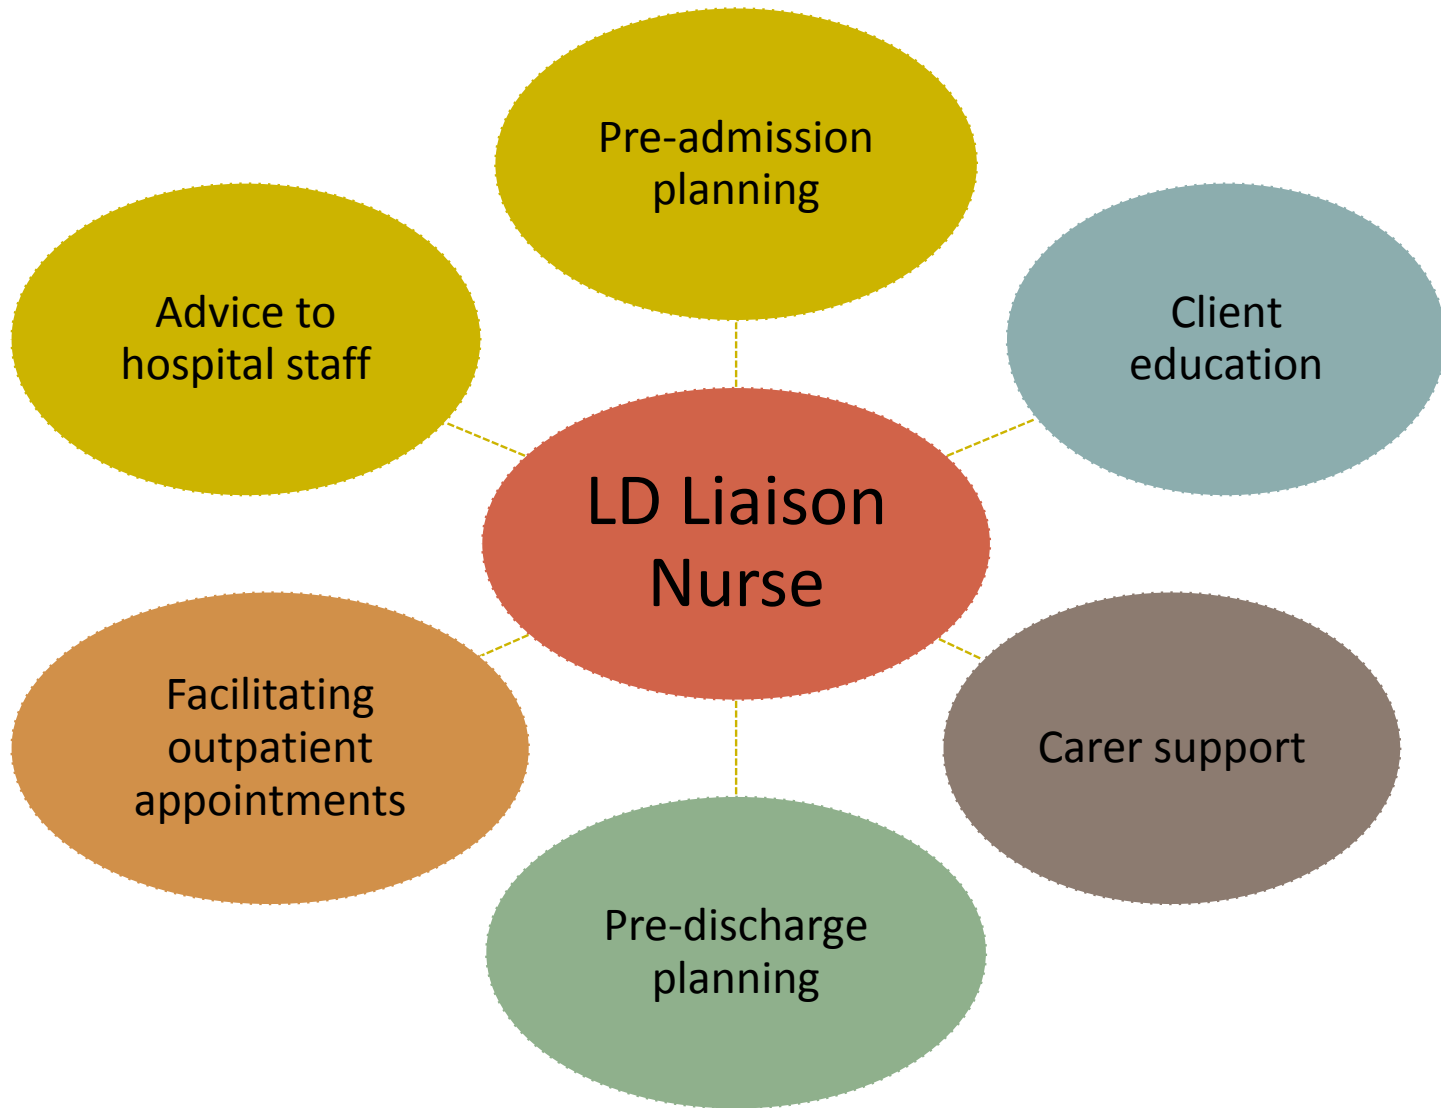 Pre-admission
planning
Advice to
hospital staff
Client
education
LD Liaison
Nurse
Facilitating
outpatient
appointments
Carer support
Pre-discharge
planning